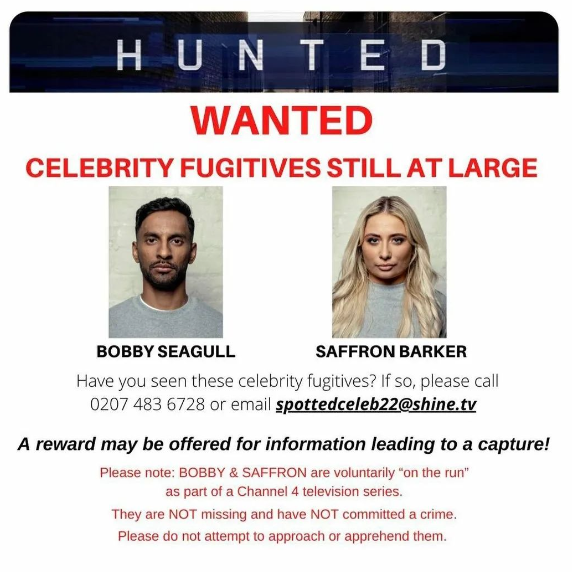 HUNTED
WANTED
CELEBRITY FUGITIVES STILL AT LARGE
BOBBY SEAGULL
SAFFRON BARKER
Have you seen these celebrity fugitives? If so, please call
0207 483 6728 or email spottedceleb22@shine.tv
A reward may be offered for information leading to a capture!
Please note: BOBBY & SAFFRON are voluntarily “on the run”
as part of a Channel 4 television series.
They are NOT missing and have NOT committed a crime.
Please do not attempt to approach or apprehend them.